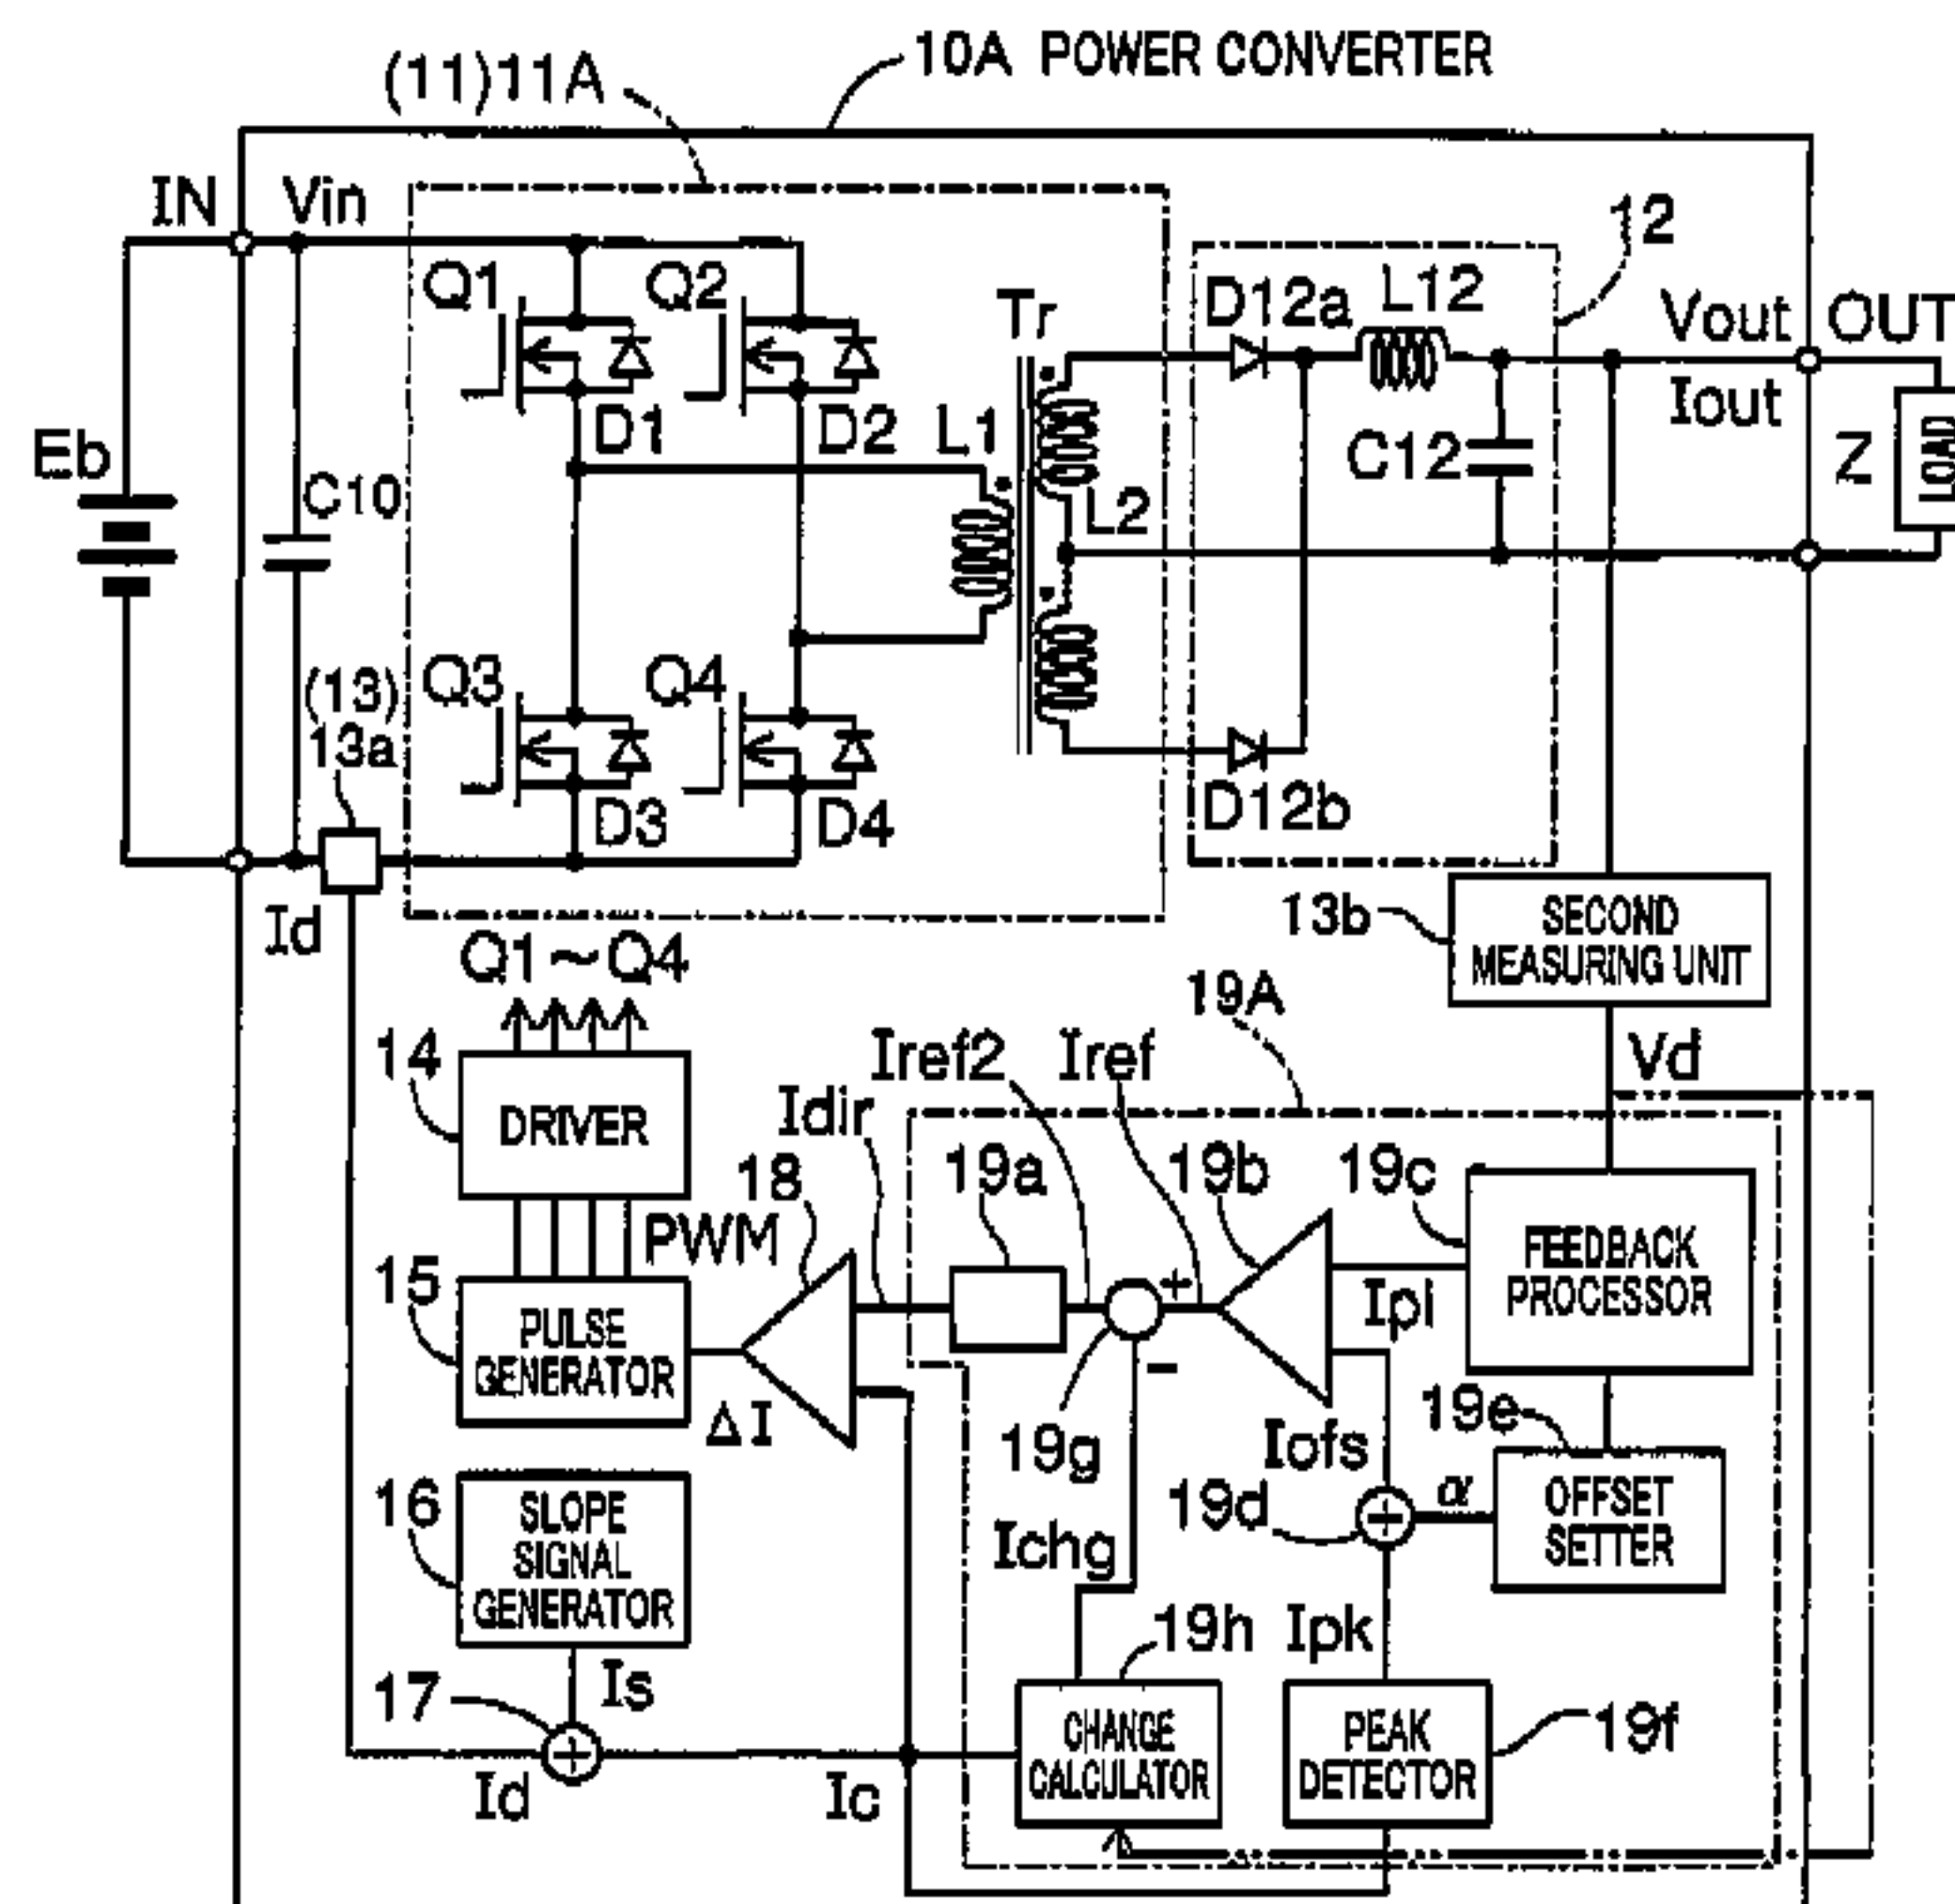 10A POWER CONVERTER
(11)11A
IN
Vin
12
Q1
Q2
Tr
D12a
L12
Vout
OUT
Iout
D1
D2
L1
L2
C12
Z
LOAD
Eb
C10
(13)
13a
Q3
Q4
D3
D4
D12b
Id
13b
SECOND
MEASURING UNIT
Q1~Q4
19A
14
DRIVER
Iref2
Iref
Vd
Idir
18
19a
19b
19c
PWM
FEEDBACK
PROCESSOR
15
PULSE
GENERATOR
+
-
Ipi
ΔI
19g
Iofs
19e
16
SLOPE
SIGNAL
GENERATOR
Ichg
19d
+
α
OFFSET
SETTER
19h
Ipk
17
Is
+
CHANGE
CALCULATOR
PEAK
DETECTOR
19f
Id
Ic